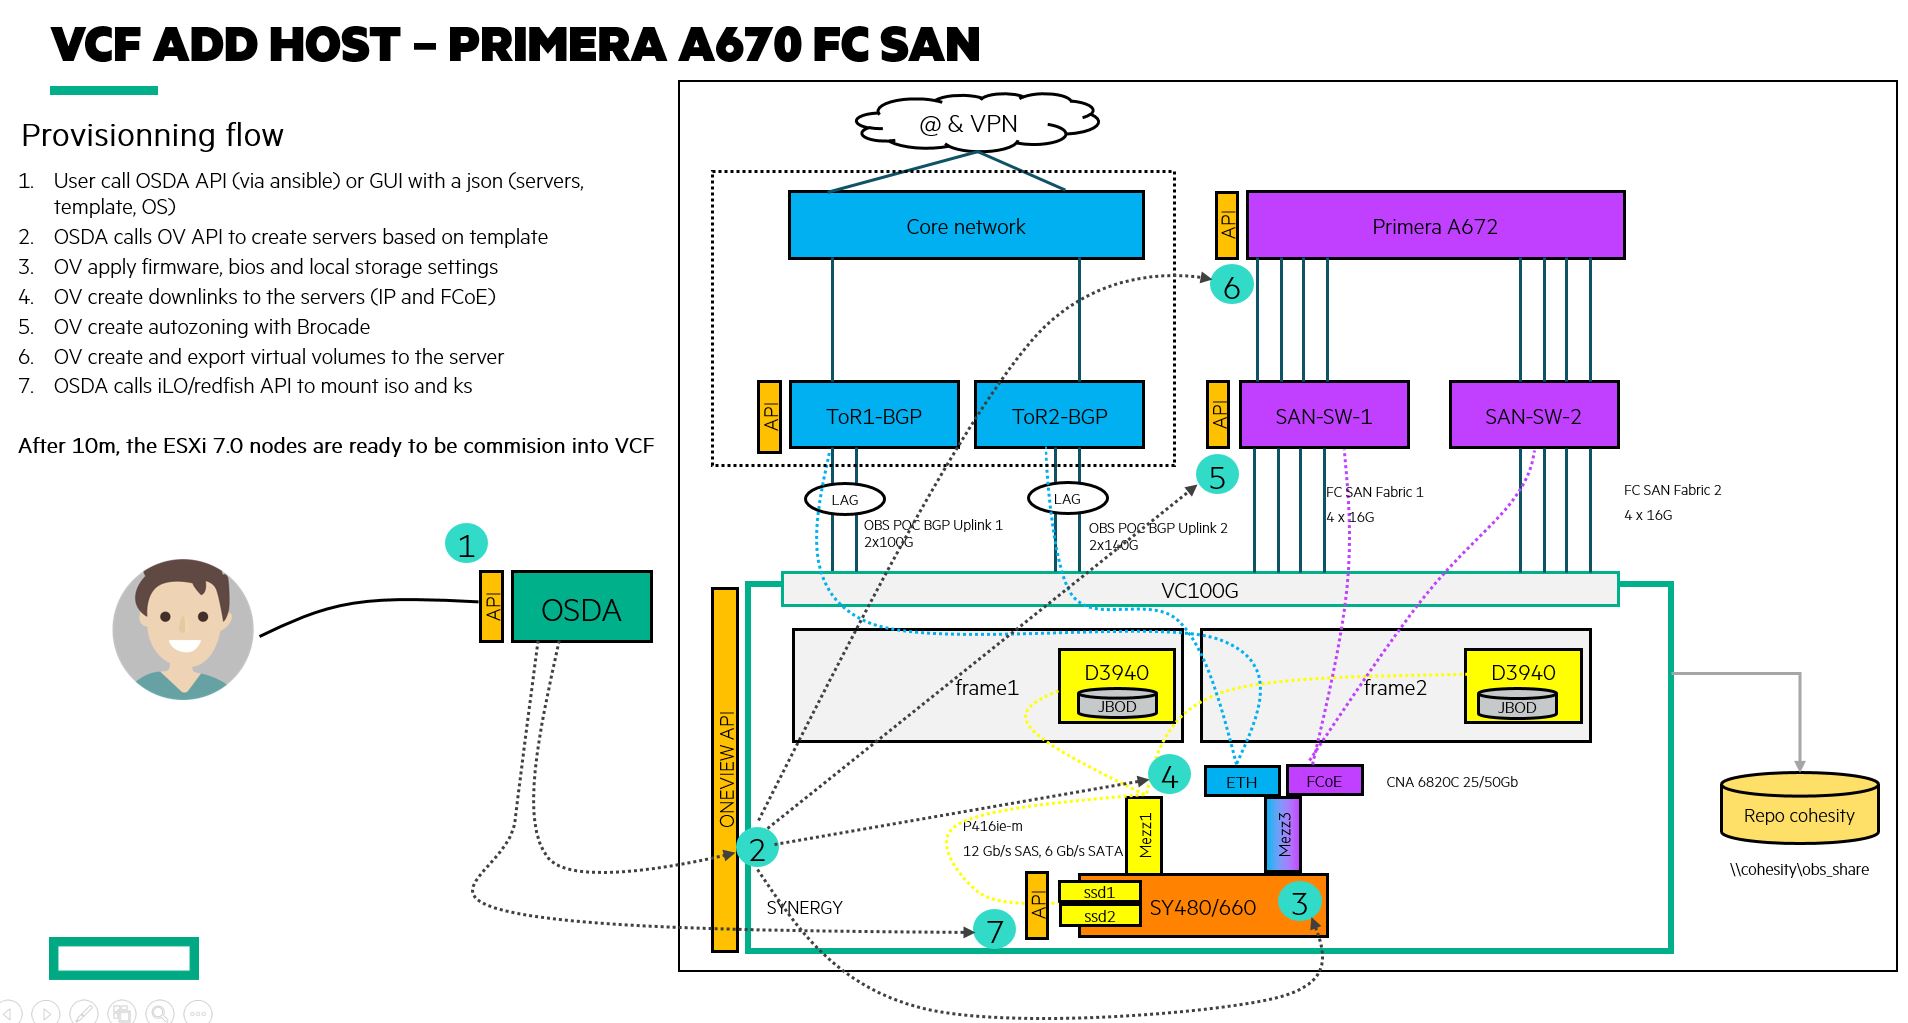 VCF ADD HOST – PRIMERA A670 FC SAN
Provisionning flow
1. User call OSDA API (via ansible) or GUI with a json (servers,
template, OS)
2. OSDA calls OV API to create servers based on template
3. OV apply firmware, bios and local storage settings
4. OV create downlinks to the servers (IP and FCoE)
5. OV create autozoning with Brocade
6. OV create and export virtual volumes to the server
7. OSDA calls iLO/redfish API to mount iso and ks
After 10m, the ESXi 7.0 nodes are ready to be commision into VCF
@ & VPN
Core network
API
Primera A672
6
API
ToR1-BGP
ToR2-BGP
API
SAN-SW-1
SAN-SW-2
5
LAG
LAG
OBS POC BGP Uplink 1
2x100G
OBS POC BGP Uplink 2
2x140G
FC SAN Fabric 1
4 x 16G
FC SAN Fabric 2
4 x 16G
1
API
OSDA
VC100G
ONEVIEW API
frame1
D3940
JBOD
frame2
D3940
JBOD
4
ETH
FCoE
CNA 6820C 25/50Gb
2
P416ie-m
12 Gb/s SAS, 6 Gb/s SATA
Mezz1
Mezz3
Repo cohesity
\\cohesity\obs_share
SYNERGY
7
API
ssd1
ssd2
SY480/660
3